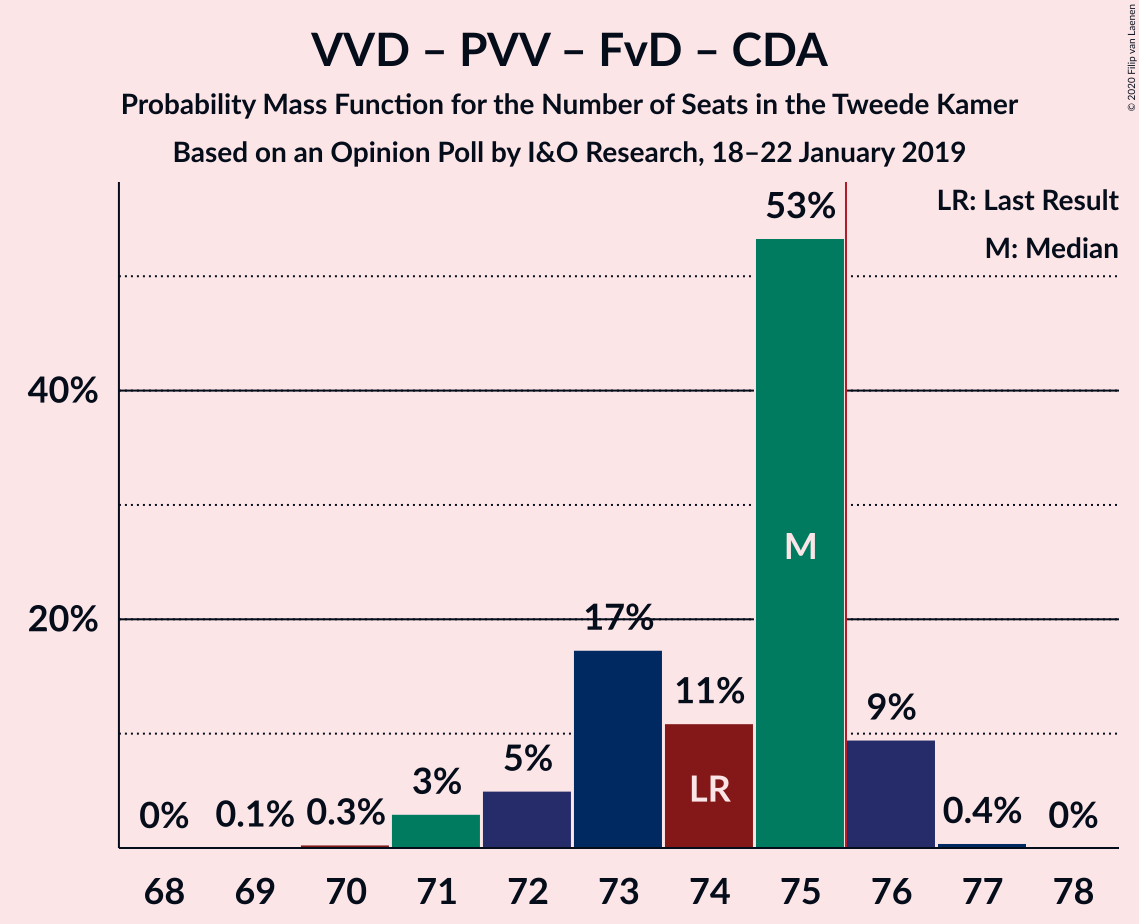 VVD – PVV – FvD – CDA
Probability Mass Function for the Number of Seats in the Tweede Kamer
Based on an Opinion Poll by I&O Research, 18–22 January 2019
© 2020 Filip van Laenen
LR: Last Result
M: Median
53%
40%
M
20%
17%
11%
9%
5%
3%
LR
0%
0.1%
0.3%
0.4%
0%
68 69 70 71 72 73 74 75 76 77 78